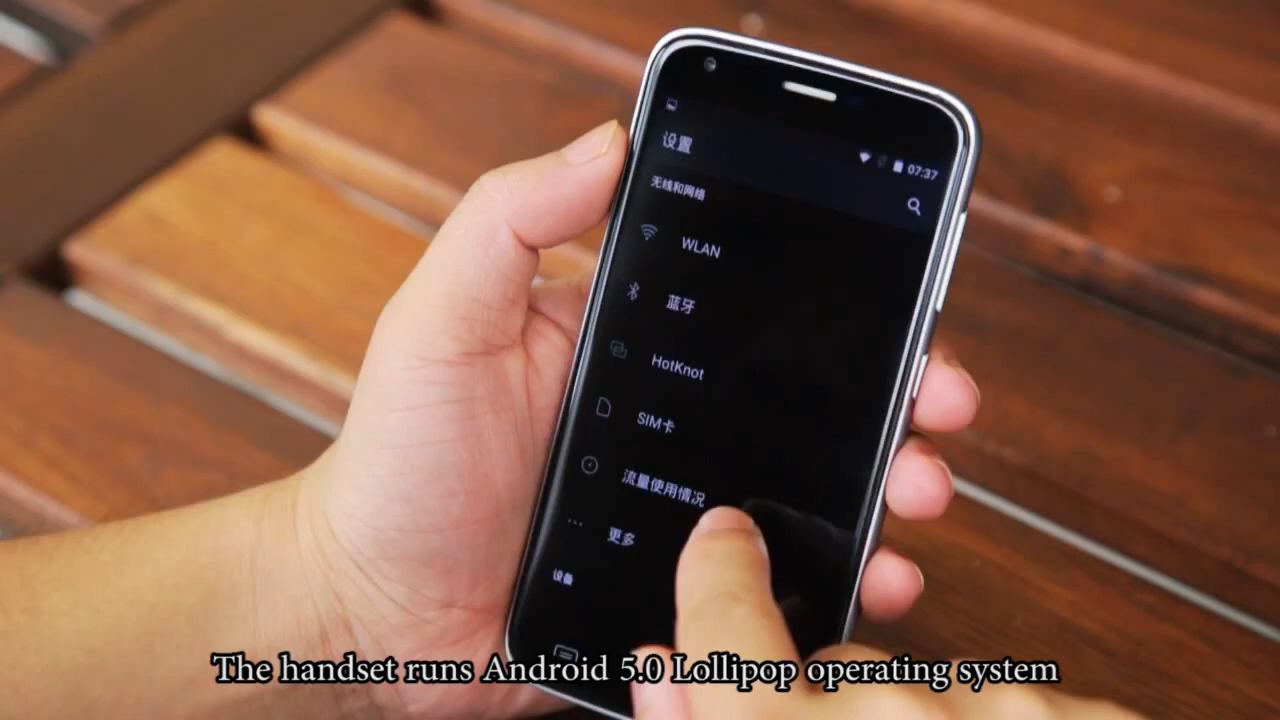 07:37
设置
无线和网络
WLAN
蓝牙
HotKnot
SIM卡
流量使用情况
更多
设备
The handset runs Android 5.0 Lollipop operating system